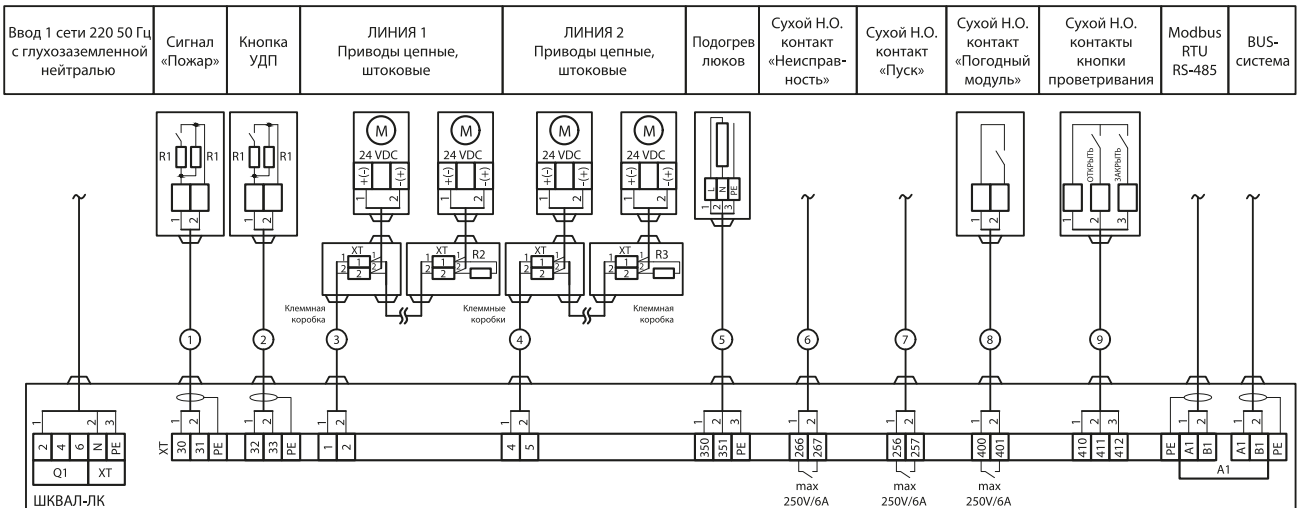 Ввод 1 сети 220 50 Гц
с глухозаземленной
нейтралью
Сигнал
«Пожар»
Кнопка
УДП
ЛИНИЯ 1
Приводы цепные,
штоковые
ЛИНИЯ 2
Приводы цепные,
штоковые
Подогрев
люков
Сухой Н.О.
контакт
«Неисправ-
ность»
Сухой Н.О.
контакт
«Пуск»
Сухой Н.О.
контакт
«Погодный
модуль»
Сухой Н.О.
контакты
кнопки
проветривания
Modbus
RTU
RS-485
BUS-
система
R1 R1
R1 R1
M
M
M
M
24 VDC
24 VDC
24 VDC
24 VDC
+(-) -(+)
+(-) -(+)
+(-) -(+)
+(-) -(+)
L N PE
ОТКРЫТЬ
ЗАКРЫТЬ
1 2
1 2
1 2
1 2
1 2
1 2
1 2 3
1 2
1 2 3
XT
XT R2
XT
XT R3
1 1
2 2 2
1 1
2 2 2
1 1
2 2 2
1 1
2 2 2
Клеммная
коробка
Клеммные
коробки
Клеммная
коробка
1 2 3 4 5 6 7 8 9
1 2 3
1 2
1 2
1 2
1 2
1 2 3
1 2
1 2
1 2
1 2 3
1 2
1 2
2 4 6 N PE
Q1 XT
XT
30 31 PE
32 33 PE
1 2
4 5
350 351 PE
266 267
256 257
400 401
410 411 412
PE A1 B1
A1 B1 PE
A1
max
250V/6A
max
250V/6A
max
250V/6A
ШКВАЛ-ЛК